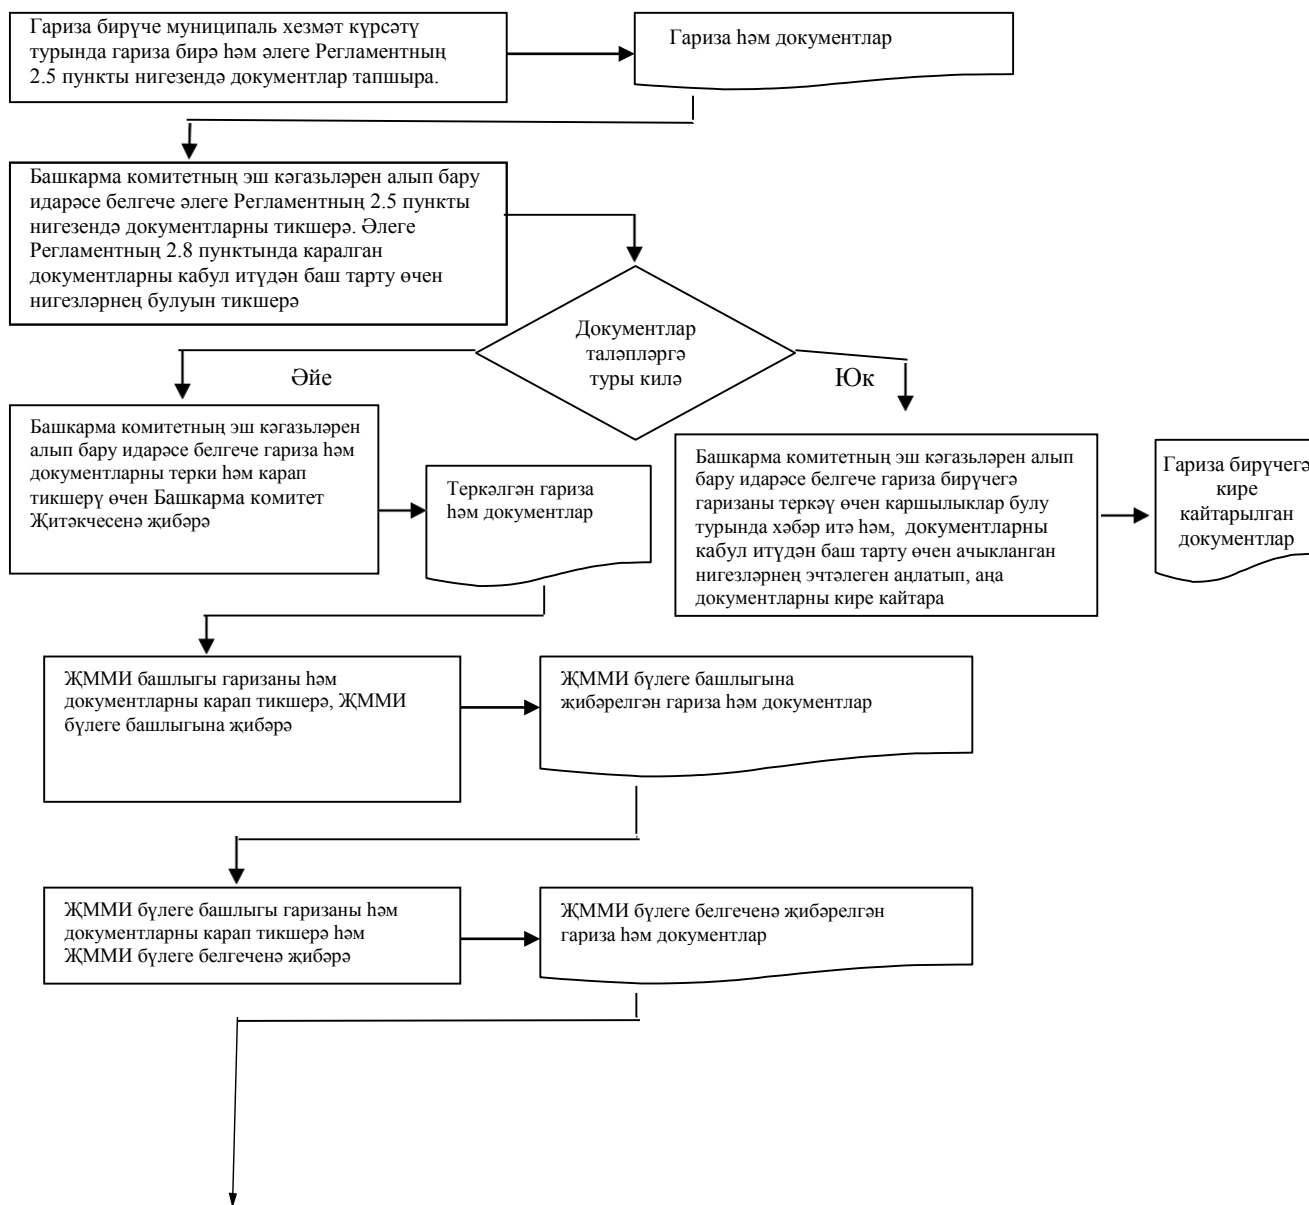 Гариза бирүче муниципаль хезмәт күрсәтү
турында гариза бирә һәм әлеге Регламентның
2.5 пункты нигезендә документлар тапшыра.
Гариза һәм документлар
Башкарма комитетның эш кәгазьләрен алып бару
идарәсе белгече әлеге Регламентның 2.5 пункты
нигезендә документларны тикшерә. Әлеге
Регламентның 2.8 пунктында каралган
документларны кабул итүдән баш тарту өчен
нигезләрнең булуын тикшерә
Документлар
таләпләргә
туры килә
Әйе
Юк
Башкарма комитетның эш кәгазьләрен
алып бару идарәсе белгече гариза һәм
документларны терки һәм карап
тикшерү өчен Башкарма комитет
Җитәкчесенә җибәрә
Теркәлгән гариза
һәм документлар
Башкарма комитетның эш кәгазьләрен алып
бару идарәсе белгече гариза бирүчегә
гаризаны теркәү өчен каршылыклар булу
турында хәбәр итә һәм, документларны
кабул итүдән баш тарту өчен ачыкланган
нигезләрнең эчтәлеген аңлатып, аңа
документларны кире кайтара
Гариза бирүчегә
кире
кайтарылган
документлар
ҖММИ башлыгы гаризаны һәм
документларны карап тикшерә, ҖММИ
бүлеге башлыгына җибәрә
ҖММИ бүлеге башлыгына
җибәрелгән гариза һәм документлар
ҖММИ бүлеге башлыгы гаризаны һәм
документларны карап тикшерә һәм
ҖММИ бүлеге белгеченә җибәрә
ҖММИ бүлеге белгеченә җибәрелгән
гариза һәм документлар